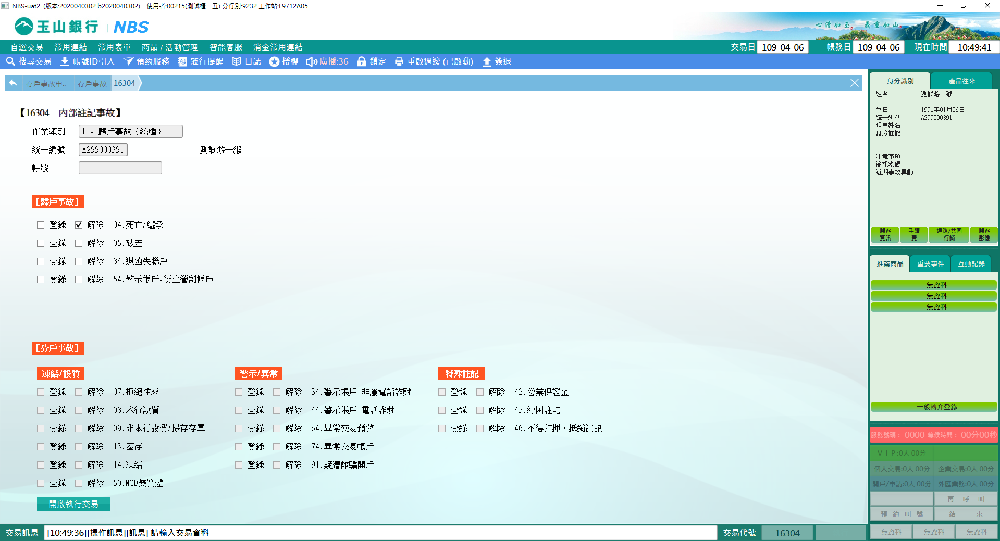 NBS-uat2 (版本:2020040302.b2020040302) 使用者:00215(測試櫃一丑) 分行別:9232 工作站:L9712A05
玉山銀行 | NBS
心清如玉。 義重如山。
自選交易 常用連結 常用表單 商品 / 活動管理 智能客服 消金常用連結 交易日 109-04-06 帳務日 109-04-06 現在時間 10:49:41
搜尋交易 帳號ID引入 預約服務 蒞行提醒 日誌 授權 廣播:36 鎖定 重啟週邊 (已啟動) 簽退
存戶事故申.. 存戶事故 16304
【16304 內部註記事故】
作業類別 1 - 歸戶事故（統編）
統一編號 A299000391 測試游一猴
帳號
【歸戶事故】
登錄 解除 04.死亡/繼承
登錄 解除 05.破產
登錄 解除 84.退函失聯戶
登錄 解除 54.警示帳戶-衍生管制帳戶
【分戶事故】
凍結/設質
登錄 解除 07.拒絕往來
登錄 解除 08.本行設質
登錄 解除 09.非本行設質/提存存單
登錄 解除 13.圈存
登錄 解除 14.凍結
登錄 解除 50.NCD無實體
警示/異常
登錄 解除 34.警示帳戶-非屬電話詐財
登錄 解除 44.警示帳戶-電話詐財
登錄 解除 64.異常交易預警
登錄 解除 74.異常交易帳戶
登錄 解除 91.疑遭詐騙開戶
特殊註記
登錄 解除 42.營業保證金
登錄 解除 45.紓困註記
登錄 解除 46.不得扣押、抵銷註記
開啟執行交易
身分識別 產品往來
姓名 測試游一猴
生日 1991年01月06日
統一編號 A299000391
理專姓名
身分註記
注意事項
簡訊密碼
近期事故異動
顧客資訊 手續費 通路/共同行銷 顧客影像
推薦商品 重要事件 互動記錄
無資料
無資料
無資料
一般轉介登錄
服務號碼： 0000 等候時間： 00分00秒
ＶＩＰ:0人 00分
個人交易:0人 00分 企業交易:0人 00分
開戶/申請:0人 00分 外匯業務:0人 00分
再 呼 叫
預 約 叫 號 結 束
無資料 無資料 無資料
交易訊息 [10:49:36][操作訊息][訊息] 請輸入交易資料 交易代號 16304